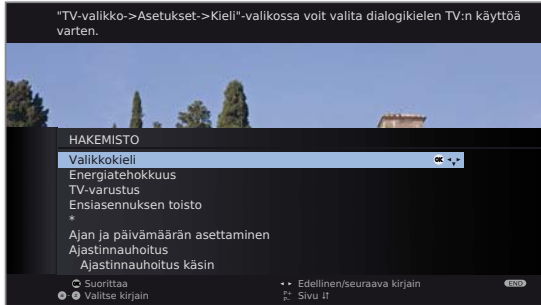 "TV-valikko->Asetukset->Kieli"-valikossa voit valita dialogikielen TV:n käyttöä
varten.
HAKEMISTO
Valikkokieli OK
Energiatehokkuus
TV-varustus
Ensiasennuksen toisto
*
Ajan ja päivämäärän asettaminen
Ajastinnauhoitus
Ajastinnauhoitus käsin
Suorittaa Edellinen/seuraava kirjain END
Valitse kirjain P+ P- Sivu ↓↑